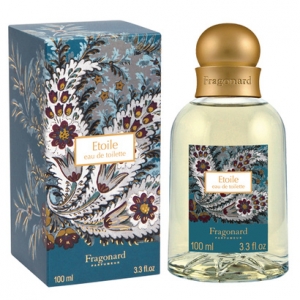 Etoile
eau de toilette
Fragonard
PARFUMEUR
100 ml
3.3 fl.oz
Fragonard
Etoile
eau de toilette
Fragonard
PARFUMEUR
100 ml
3.3 fl.oz